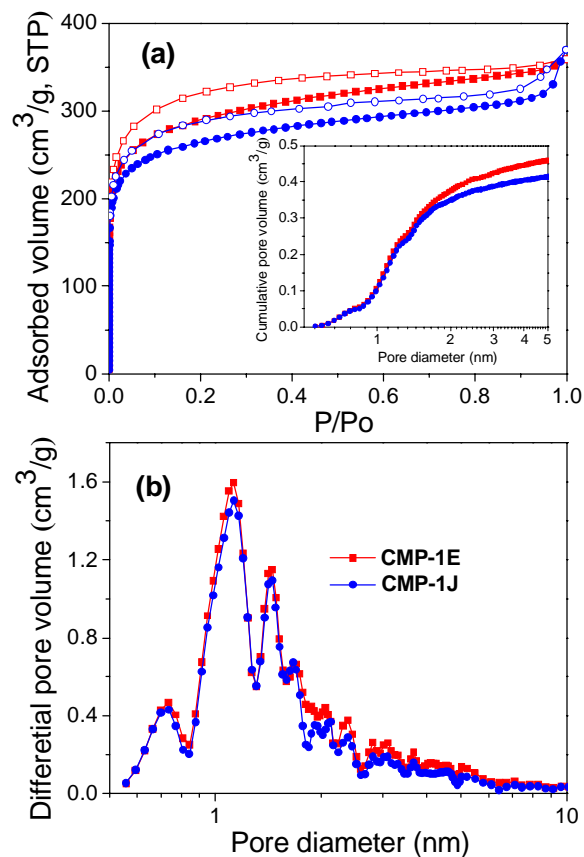 (a)
Adsorbed volume (cm3/g, STP)
400
300
200
100
0
0.0 0.2 0.4 0.6 0.8 1.0
P/Po
Cumulative pore volume (cm3/g)
0.5
0.4
0.3
0.2
0.1
0.0
1 2 3 4 5
Pore diameter (nm)
(b)
Differetial pore volume (cm3/g)
1.6
1.2
0.8
0.4
0.0
CMP-1E
CMP-1J
1 10
Pore diameter (nm)